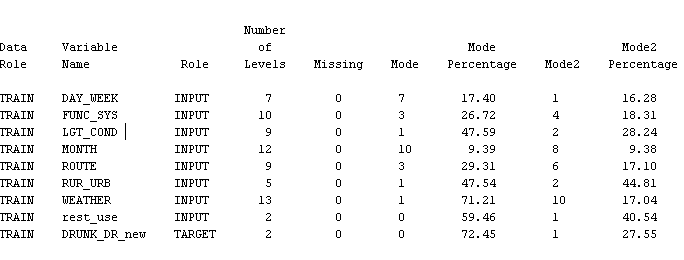 Number
Data Variable of Mode Mode2
Role Name Role Levels Missing Mode Percentage Mode2 Percentage
TRAIN DAY_WEEK INPUT 7 0 7 17.40 1 16.28
TRAIN FUNC_SYS INPUT 10 0 3 26.72 4 18.31
TRAIN LGT_COND INPUT 9 0 1 47.59 2 28.24
TRAIN MONTH INPUT 12 0 10 9.39 8 9.38
TRAIN ROUTE INPUT 9 0 3 29.31 6 17.10
TRAIN RUR_URB INPUT 5 0 1 47.54 2 44.81
TRAIN WEATHER INPUT 13 0 1 71.21 10 17.04
TRAIN rest_use INPUT 2 0 0 59.46 1 40.54
TRAIN DRUNK_DR_new TARGET 2 0 0 72.45 1 27.55